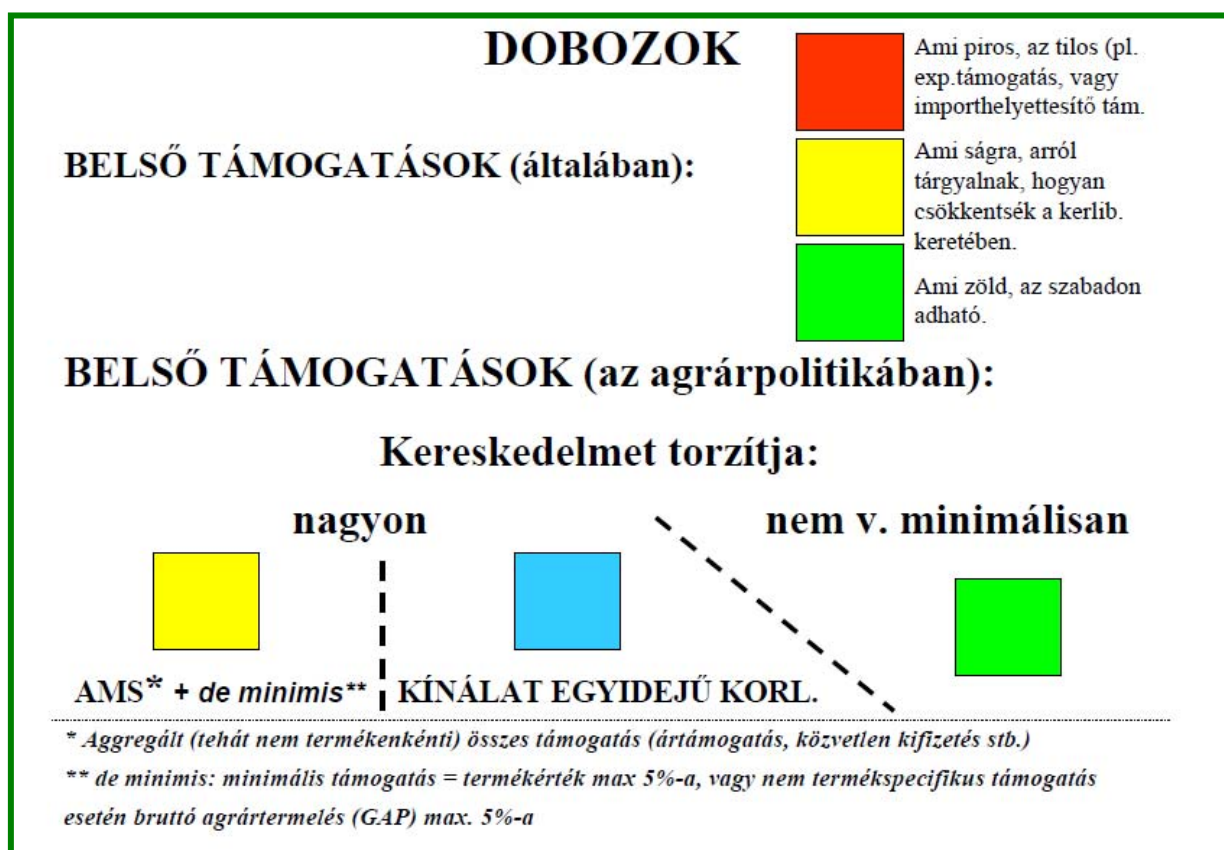 DOBOZOK
Ami piros, az tilos (pl.
exp.támogatás, vagy
importhelyettesítő tám.
BELSŐ TÁMOGATÁSOK (általában):
Ami ságra, arról
tárgyalnak, hogyan
csökkentsék a kerlib.
keretében.
Ami zöld, az szabadon
adható.
BELSŐ TÁMOGATÁSOK (az agrárpolitikában):
Kereskedelmet torzítja:
nagyon
nem v. minimálisan
AMS* + de minimis**
KÍNÁLAT EGYIDEJŰ KORL.
* Aggregált (tehát nem termékenkénti) összes támogatás (ártámogatás, közvetlen kifizetés stb.)
** de minimis: minimális támogatás = termékérték max 5%-a, vagy nem termékspecifikus támogatás
esetén bruttó agrártermelés (GAP) max. 5%-a